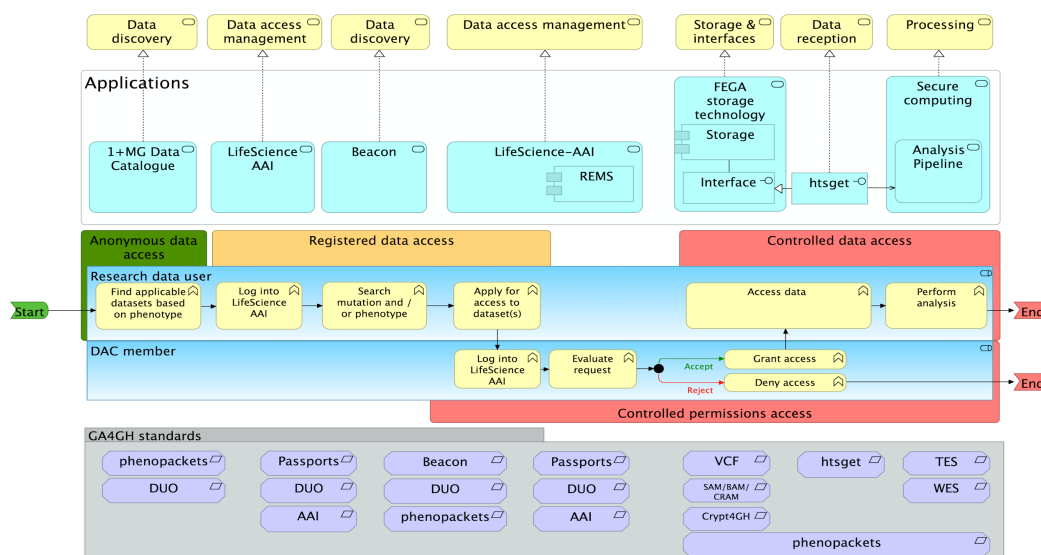 Data
discovery
Data access
management
Data
discovery
Data access management
Storage &
interfaces
Data
reception
Processing
Applications
1+MG Data
Catalogue
LifeScience
AAI
Beacon
LifeScience-AAI
REMS
FEGA
storage
technology
Storage
Interface
htsget
Secure
computing
Analysis
Pipeline
Anonymous data
access
Registered data access
Controlled data access
Research data user
Start
Find applicable
datasets based
on phenotype
Log into
LifeScience
AAI
Search
mutation and /
or phenotype
Apply for
access to
dataset(s)
Access data
Perform
analysis
End
DAC member
Log into
LifeScience
AAI
Evaluate
request
Accept
Reject
Grant access
Deny access
End
Controlled permissions access
GA4GH standards
phenopackets
DUO
Passports
DUO
AAI
Beacon
DUO
phenopackets
Passports
DUO
AAI
VCF
SAM/BAM/
CRAM
Crypt4GH
htsget
TES
WES
phenopackets